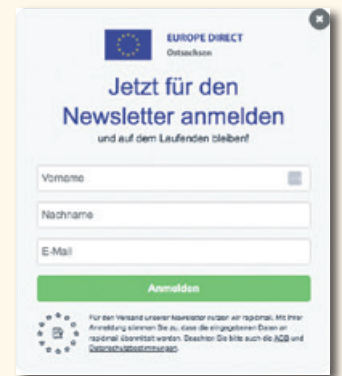 EUROPE DIRECT
Ostsachsen
Jetzt für den
Newsletter anmelden
und auf dem Laufenden bleiben!
Vorname
Nachname
E-Mail
Anmelden
Für den Versand unserer Newsletter nutzen wir rapidmail. Mit Ihrer
Anmeldung stimmen Sie zu, dass die eingegebenen Daten an
rapidmail übermittelt werden. Beachten Sie bitte auch die AGB und
Datenschutzbestimmungen.